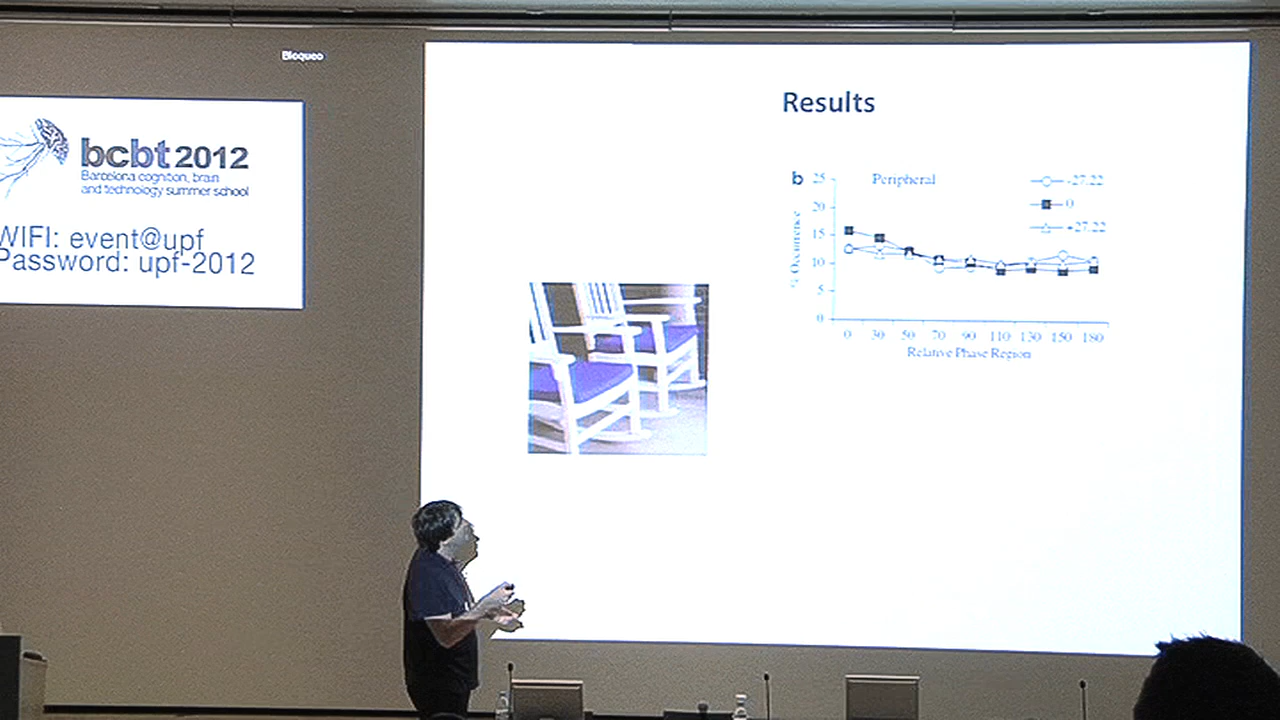 Bloqueo
bcbt 2012
Barcelona cognition, brain
and technology summer school
WIFI: event@upf
Password: upf-2012
Results
b
Peripheral
-27.22
0
+27.22
% Occurrence
25
20
15
10
5
0
0 30 50 70 90 110 130 150 180
Relative Phase Region